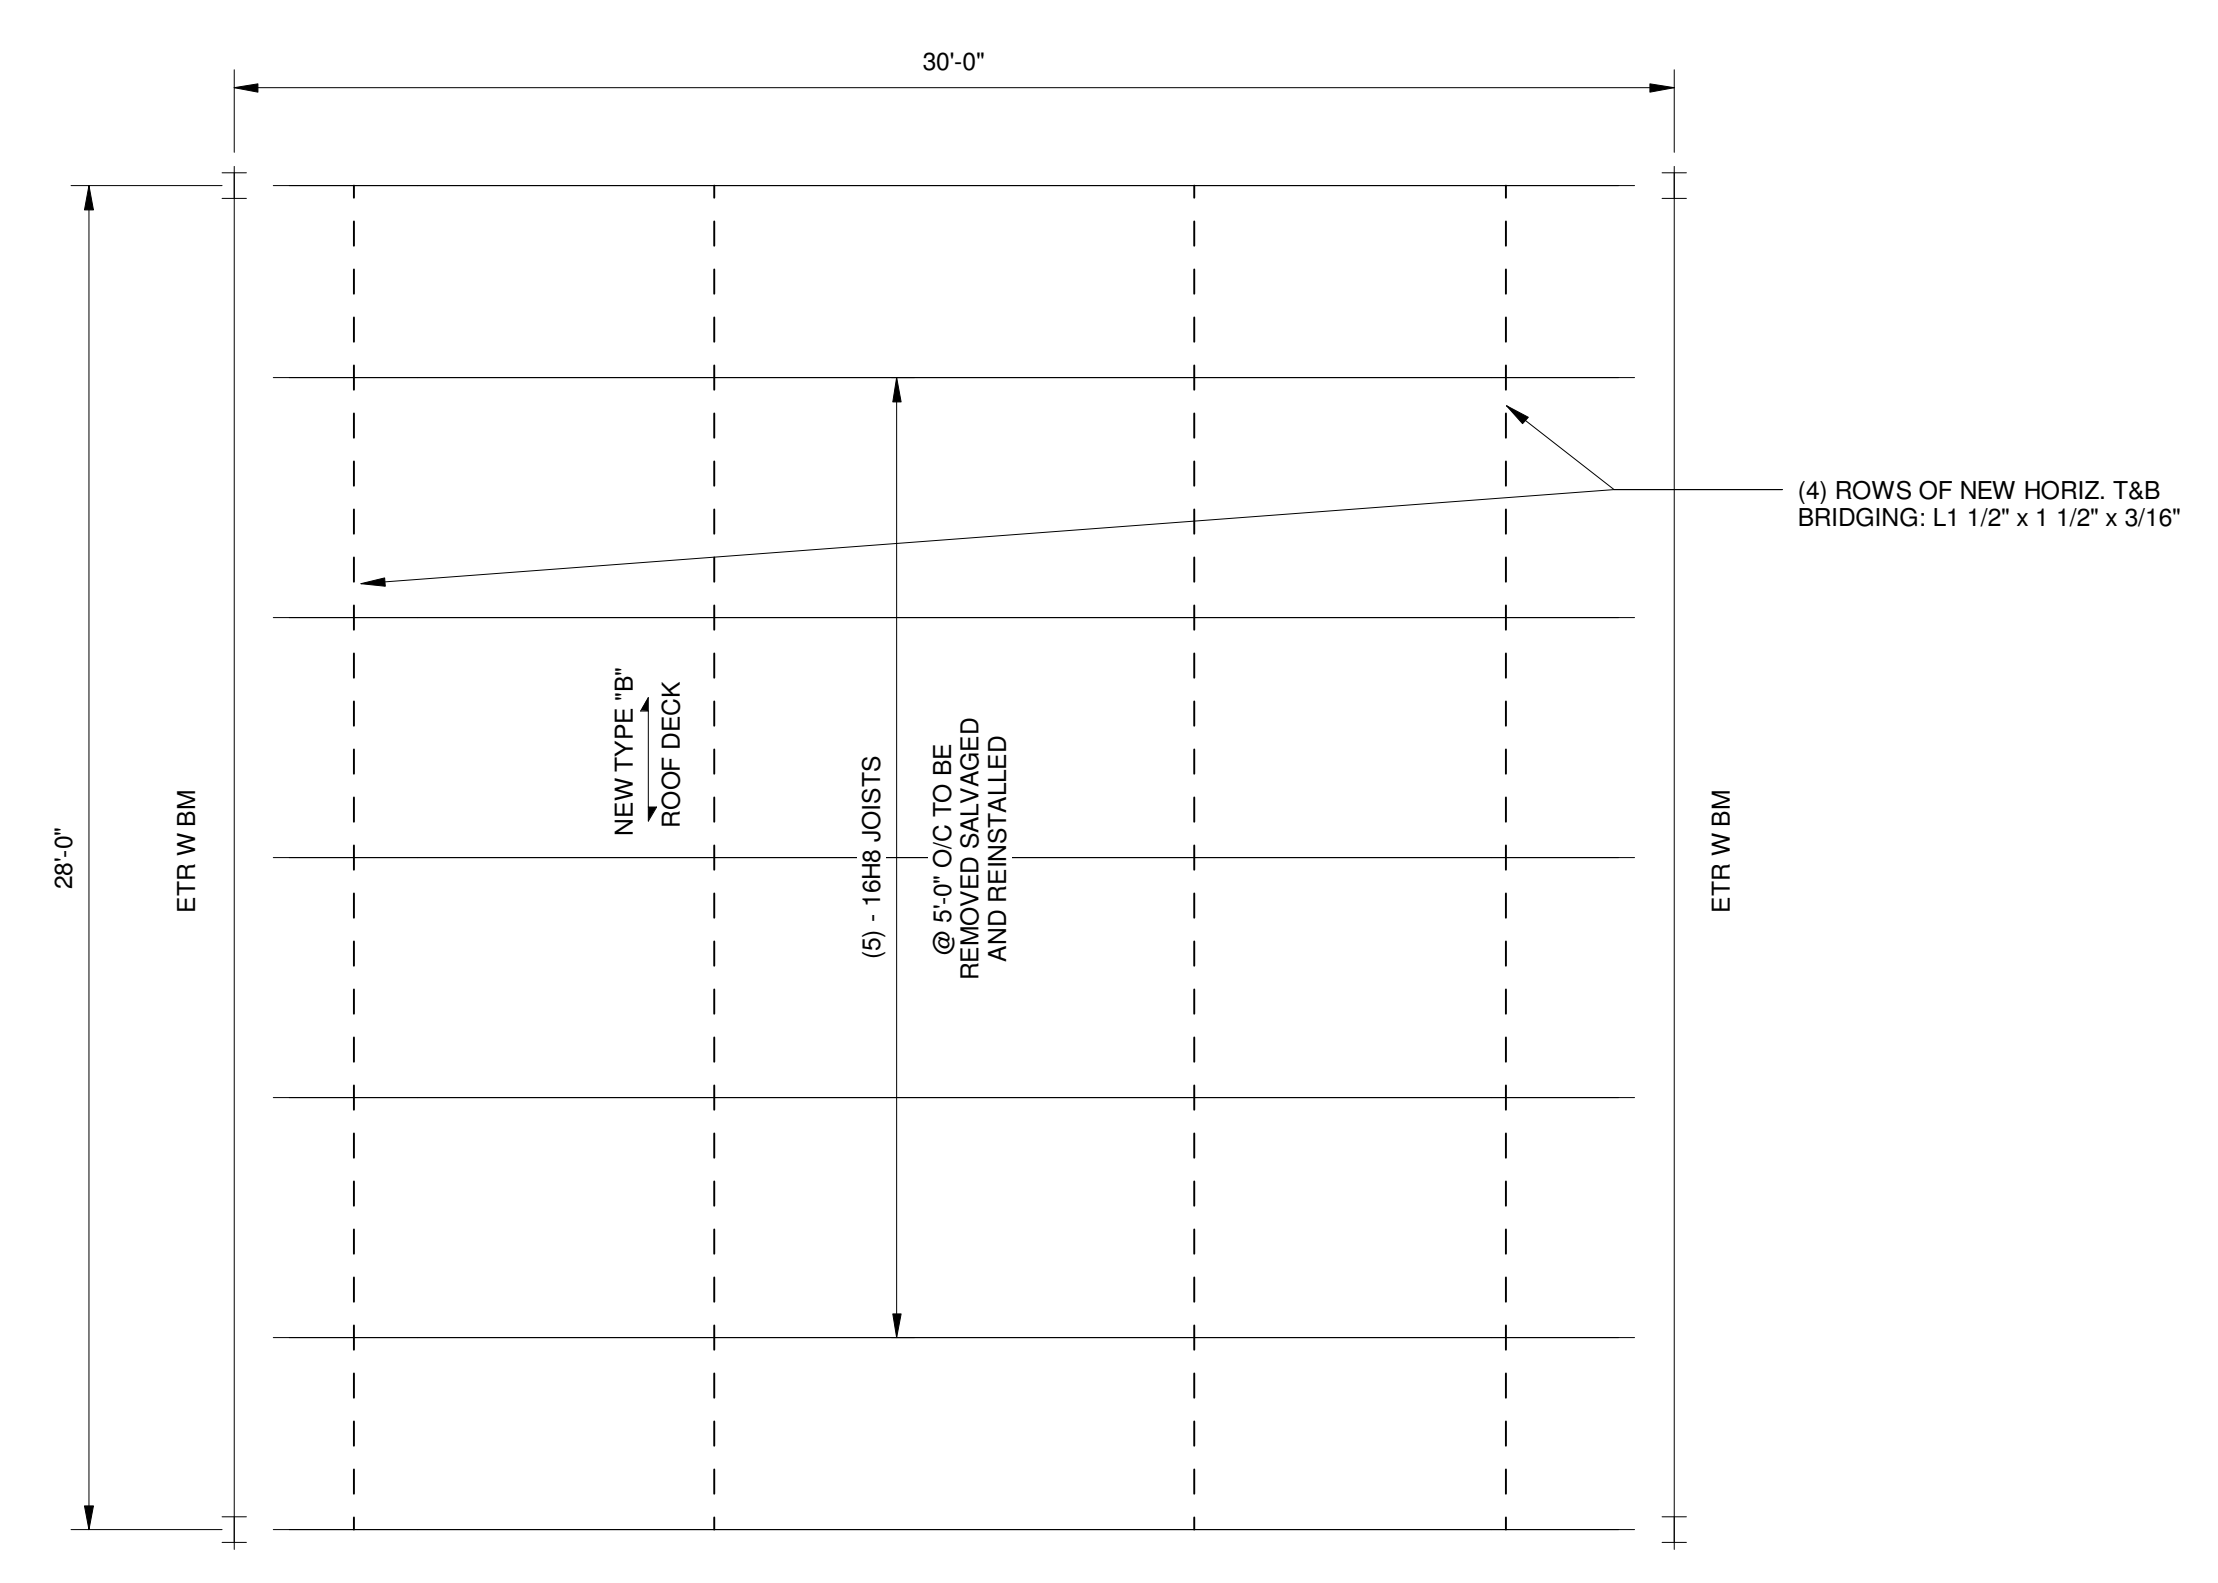 30'-0"
(4) ROWS OF NEW HORIZ. T&B
BRIDGING: L1 1/2" x 1 1/2" x 3/16"
28'-0"
ETR W BM
NEW TYPE "B"
ROOF DECK
(5) - 16H8 JOISTS
@ 5'-0" O/C TO BE
REMOVED SALVAGED
AND REINSTALLED
ETR W BM